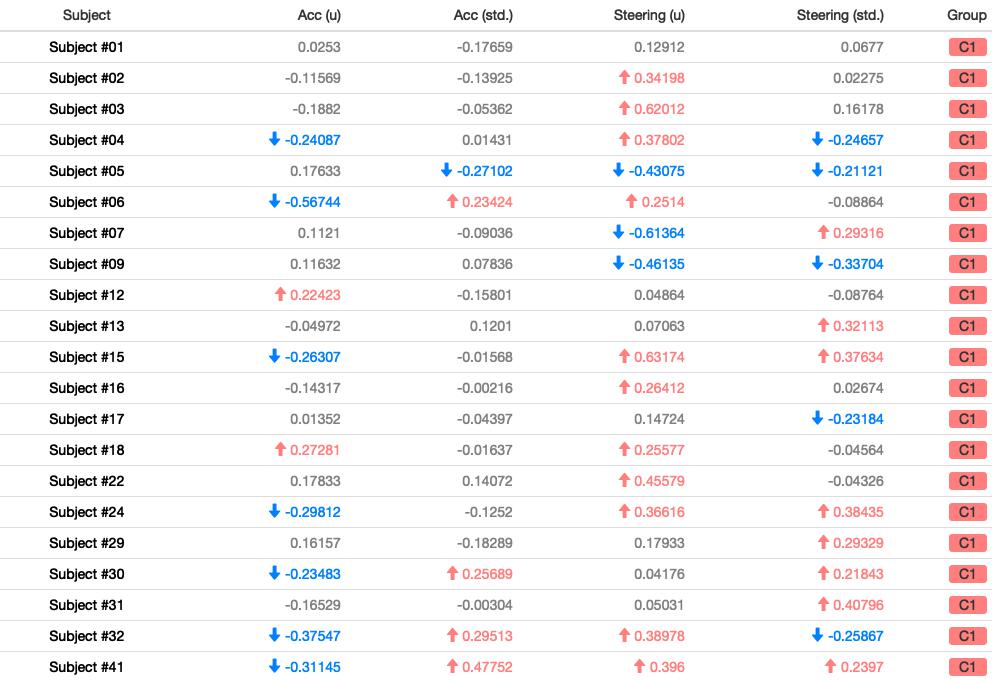 Subject Acc (u) Acc (std.) Steering (u) Steering (std.) Group
Subject #01 0.0253 -0.17659 0.12912 0.0677 C1
Subject #02 -0.11569 -0.13925 0.34198 0.02275 C1
Subject #03 -0.1882 -0.05362 0.62012 0.16178 C1
Subject #04 -0.24087 0.01431 0.37802 -0.24657 C1
Subject #05 0.17633 -0.27102 -0.43075 -0.21121 C1
Subject #06 -0.56744 0.23424 0.2514 -0.08864 C1
Subject #07 0.1121 -0.09036 -0.61364 0.29316 C1
Subject #09 0.11632 0.07836 -0.46135 -0.33704 C1
Subject #12 0.22423 -0.15801 0.04864 -0.08764 C1
Subject #13 -0.04972 0.1201 0.07063 0.32113 C1
Subject #15 -0.26307 -0.01568 0.63174 0.37634 C1
Subject #16 -0.14317 -0.00216 0.26412 0.02674 C1
Subject #17 0.01352 -0.04397 0.14724 -0.23184 C1
Subject #18 0.27281 -0.01637 0.25577 -0.04564 C1
Subject #22 0.17833 0.14072 0.45579 -0.04326 C1
Subject #24 -0.29812 -0.1252 0.36616 0.38435 C1
Subject #29 0.16157 -0.18289 0.17933 0.29329 C1
Subject #30 -0.23483 0.25689 0.04176 0.21843 C1
Subject #31 -0.16529 -0.00304 0.05031 0.40796 C1
Subject #32 -0.37547 0.29513 0.38978 -0.25867 C1
Subject #41 -0.31145 0.47752 0.396 0.2397 C1